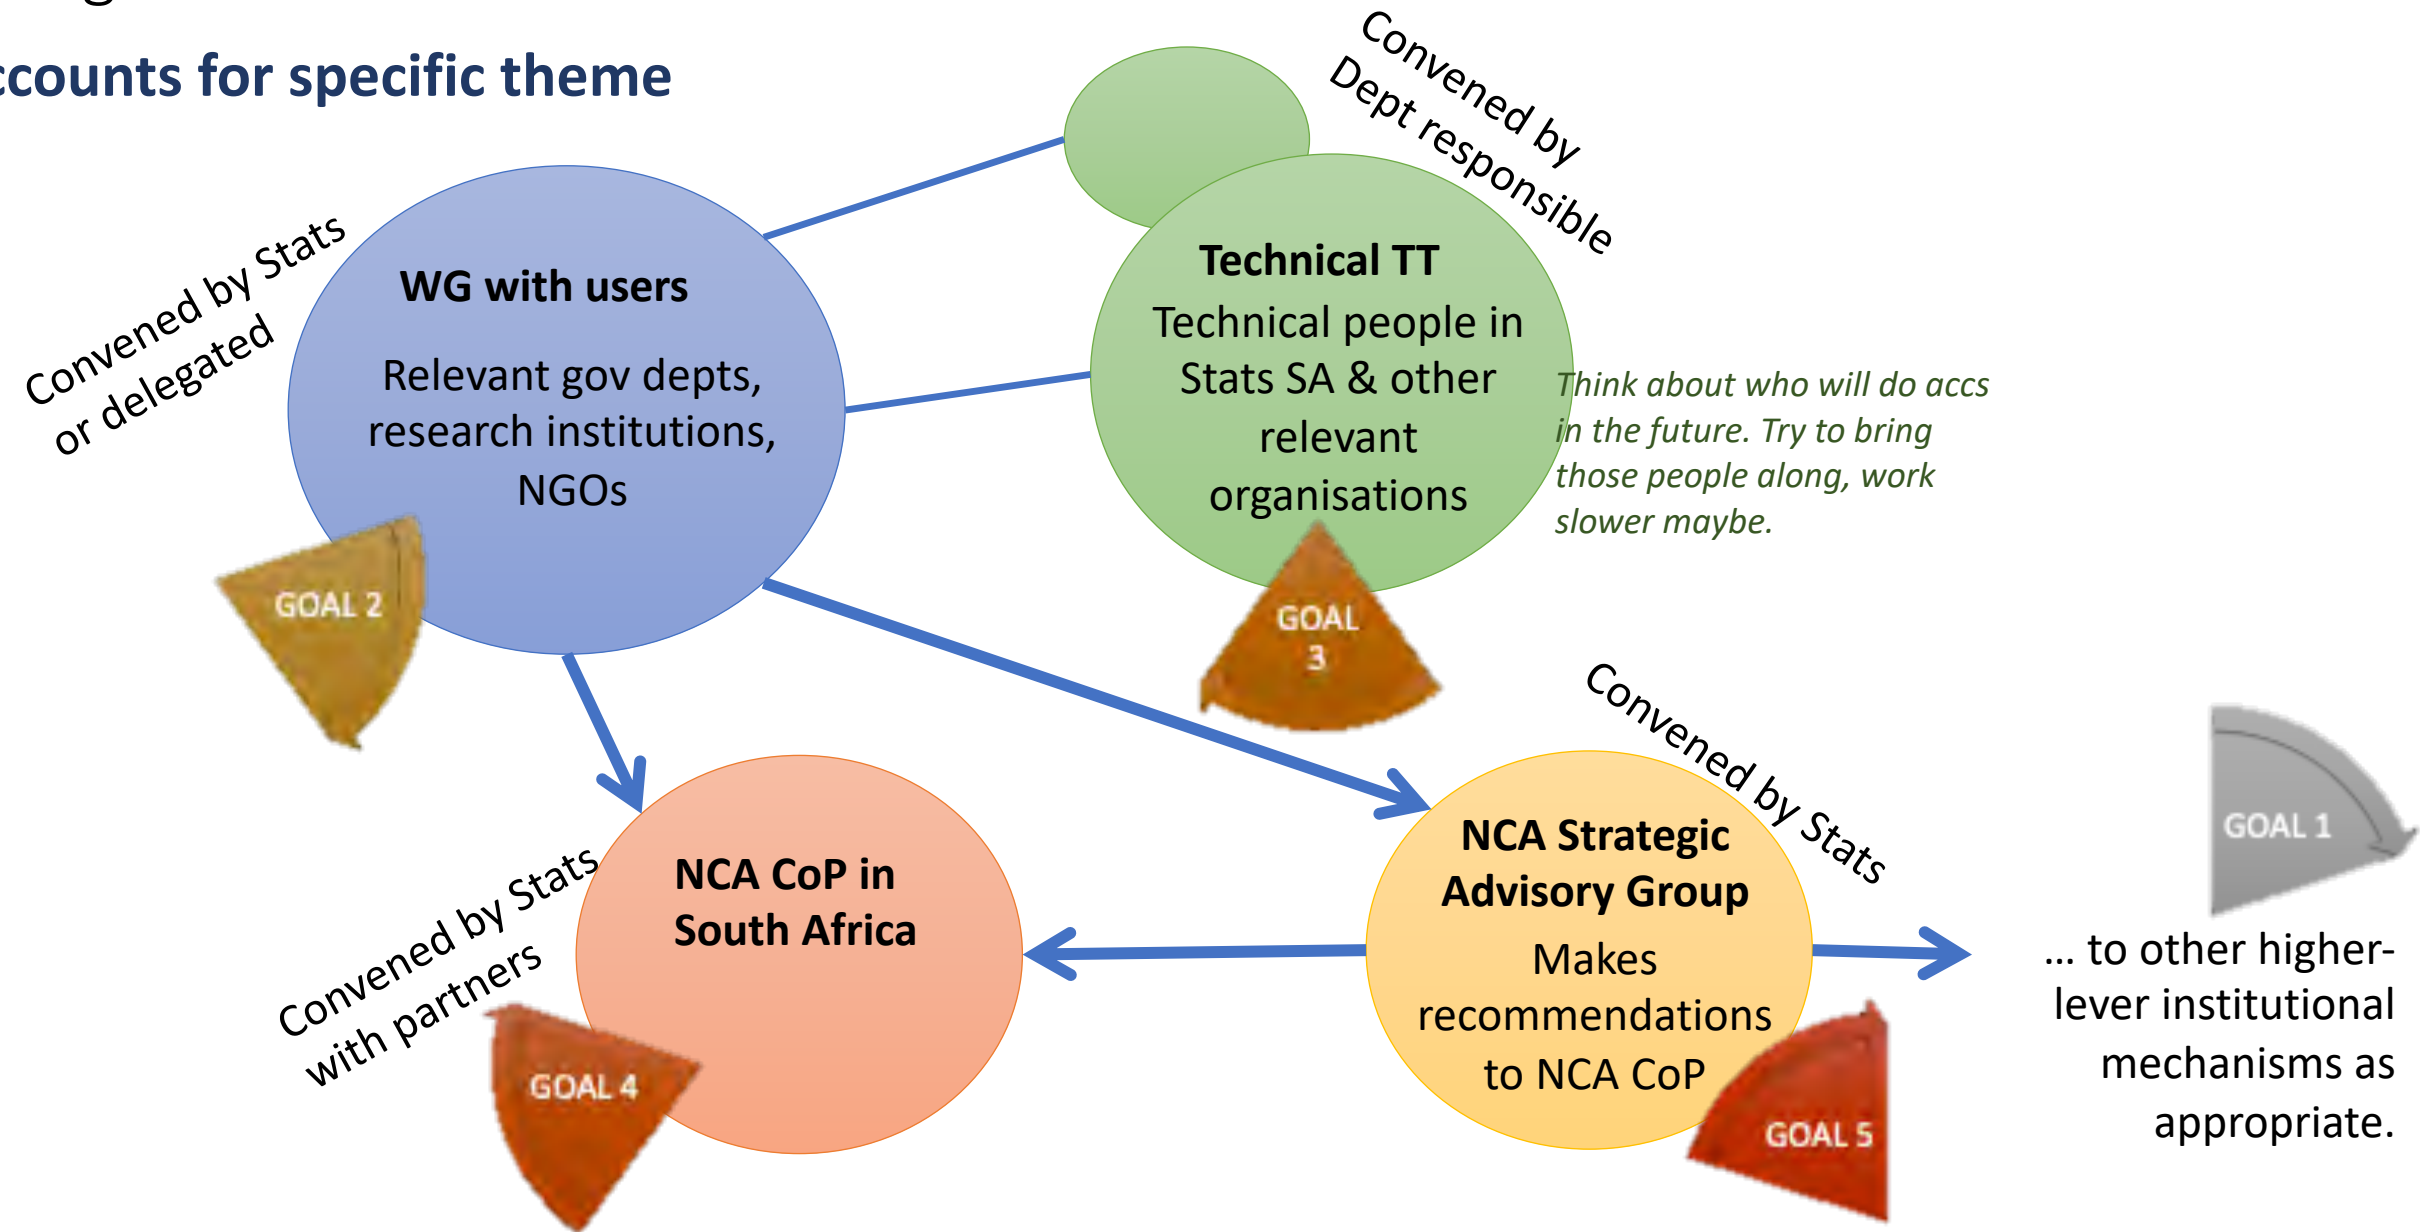 ccounts for specific theme
Convened by
Dept responsible
Convened by Stats
or delegated
WG with users
Relevant gov depts,
research institutions,
NGOs
Technical TT
Technical people in
Stats SA & other
relevant
organisations
Think about who will do accs
in the future. Try to bring
those people along, work
slower maybe.
GOAL 2
GOAL
3
Convened by Stats
with partners
NCA CoP in
South Africa
GOAL 4
Convened by Stats
NCA Strategic
Advisory Group
Makes
recommendations
to NCA CoP
GOAL 5
GOAL 1
... to other higher-
lever institutional
mechanisms as
appropriate.